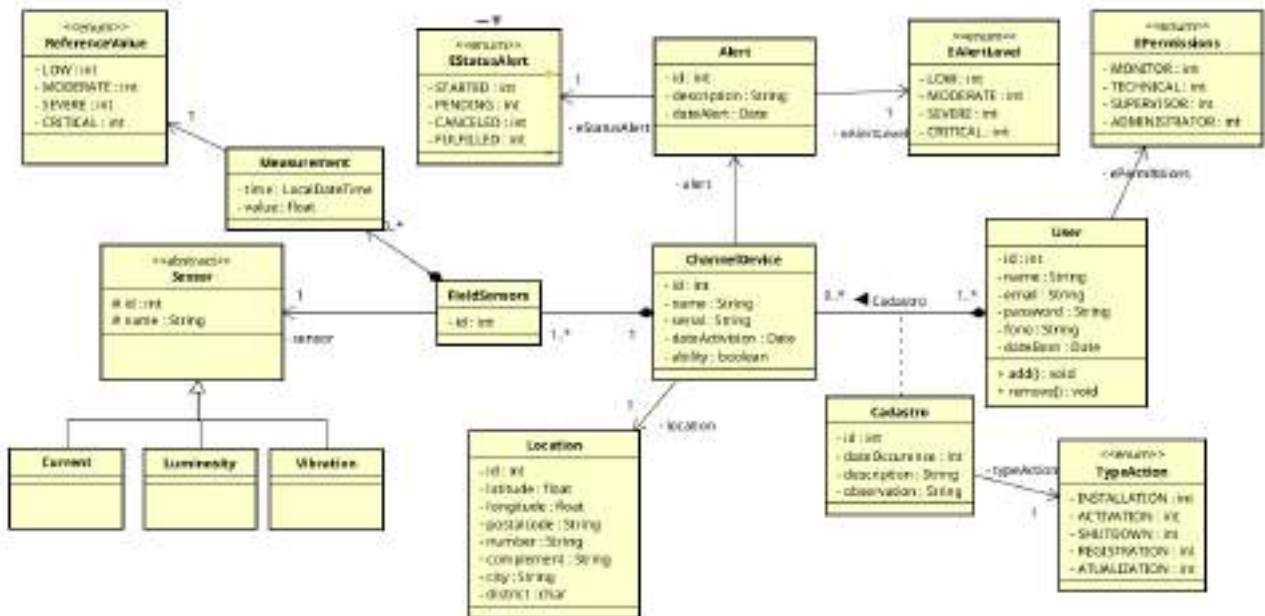 <<enum>>
ReferenceValue
- LOW : int
- MODERATE : int
- SEVERE : int
- CRITICAL : int
1
<<enum>>
EStatusAlert
- STARTED : int
- PENDING : int
- CANCELED : int
- FULFILLED : int
1
- eStatusAlert
Alert
- id : int
- description : String
- dateAlert : Date
<<enum>>
EAlertLevel
- LOW : int
- MODERATE : int
- SEVERE : int
- CRITICAL : int
1
- eAlertLevel
<<enum>>
EPermissions
- MONITOR : int
- TECHNICAL : int
- SUPERVISOR : int
- ADMINISTRATOR : int
- ePermissions
Measurement
- time : LocalDateTime
- value : float
0..*
- alert
<<abstract>>
Sensor
# id : int
# name : String
1
- sensor
FieldSensors
- id : int
1..*
1
ChannelDevice
- id : int
- name : String
- serial : String
- dateActivision : Date
- ability : boolean
0..*
Cadastro
1..*
User
- id : int
- name : String
- email : String
- password : String
- fone : String
- dateBorn : Date
+ add() : void
+ remove() : void
Current
Luminosity
Vibration
1
- location
Location
- id : int
- latitude : float
- longitude : float
- postalcode : String
- number : String
- complement : String
- city : String
- district : char
Cadastro
- id : int
- dateOccurence : int
- description : String
- observation : String
- typeAction
1
<<enum>>
TypeAction
- INSTALLATION : int
- ACTIVATION : int
- SHUTDOWN : int
- REGISTRATION : int
- ATUALIZATION : int